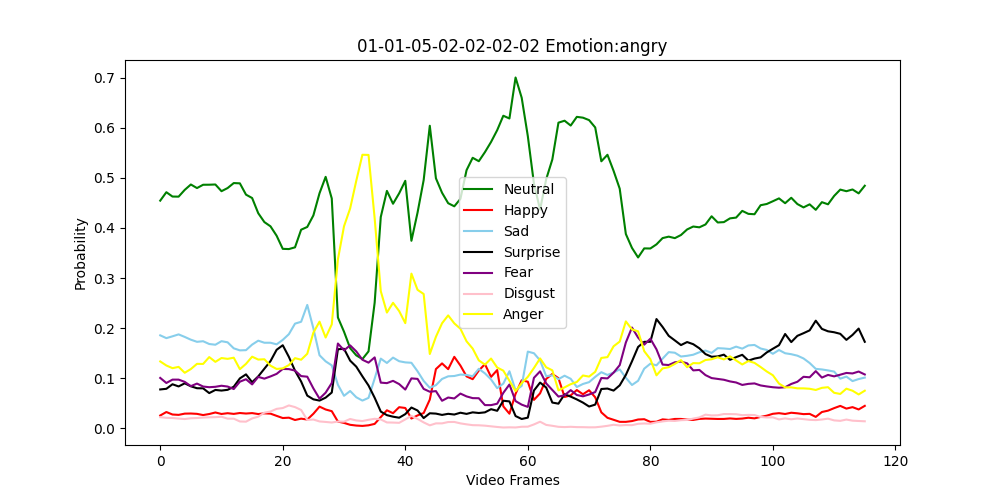 01-01-05-02-02-02-02 Emotion:angry
0.7
0.6
0.5
0.4
0.3
0.2
0.1
0.0
Probability
Neutral
Happy
Sad
Surprise
Fear
Disgust
Anger
0 20 40 60 80 100 120
Video Frames